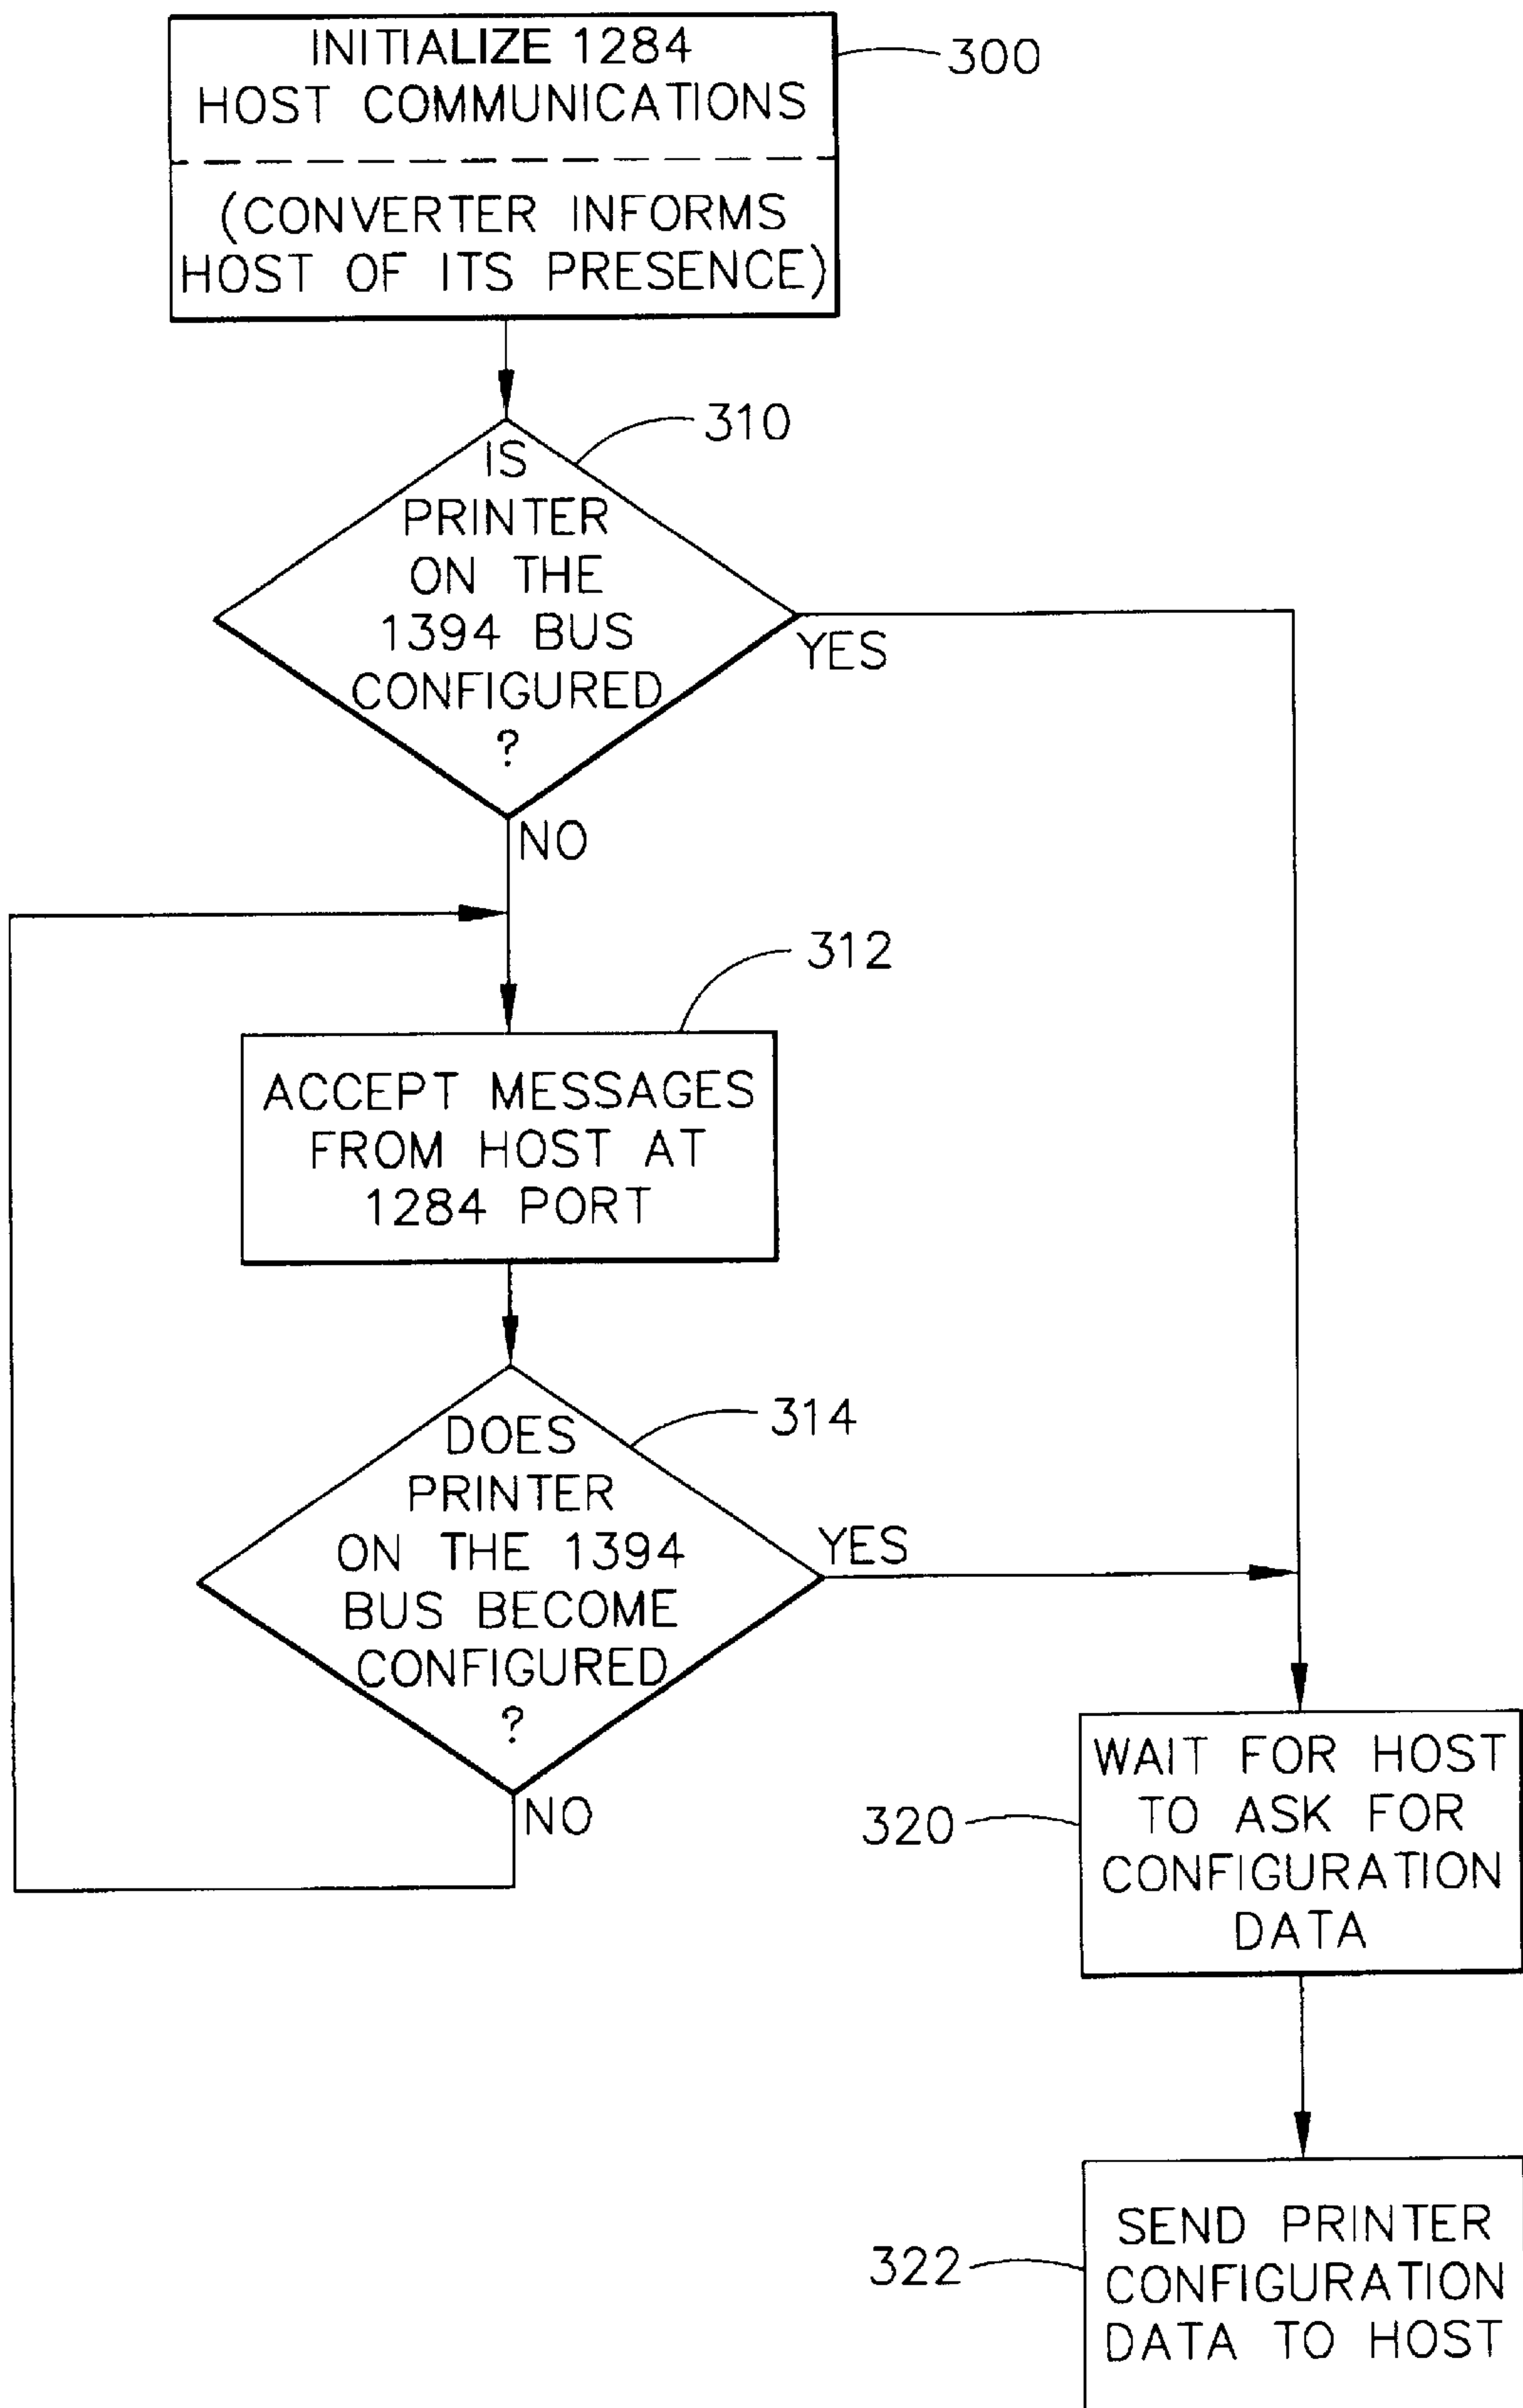 INITIALIZE 1284
HOST COMMUNICATIONS
(CONVERTER INFORMS
HOST OF ITS PRESENCE)
300
310
IS
PRINTER
ON THE
1394 BUS
CONFIGURED
?
YES
NO
312
ACCEPT MESSAGES
FROM HOST AT
1284 PORT
314
DOES
PRINTER
ON THE 1394
BUS BECOME
CONFIGURED
?
YES
NO
320
WAIT FOR HOST
TO ASK FOR
CONFIGURATION
DATA
322
SEND PRINTER
CONFIGURATION
DATA TO HOST